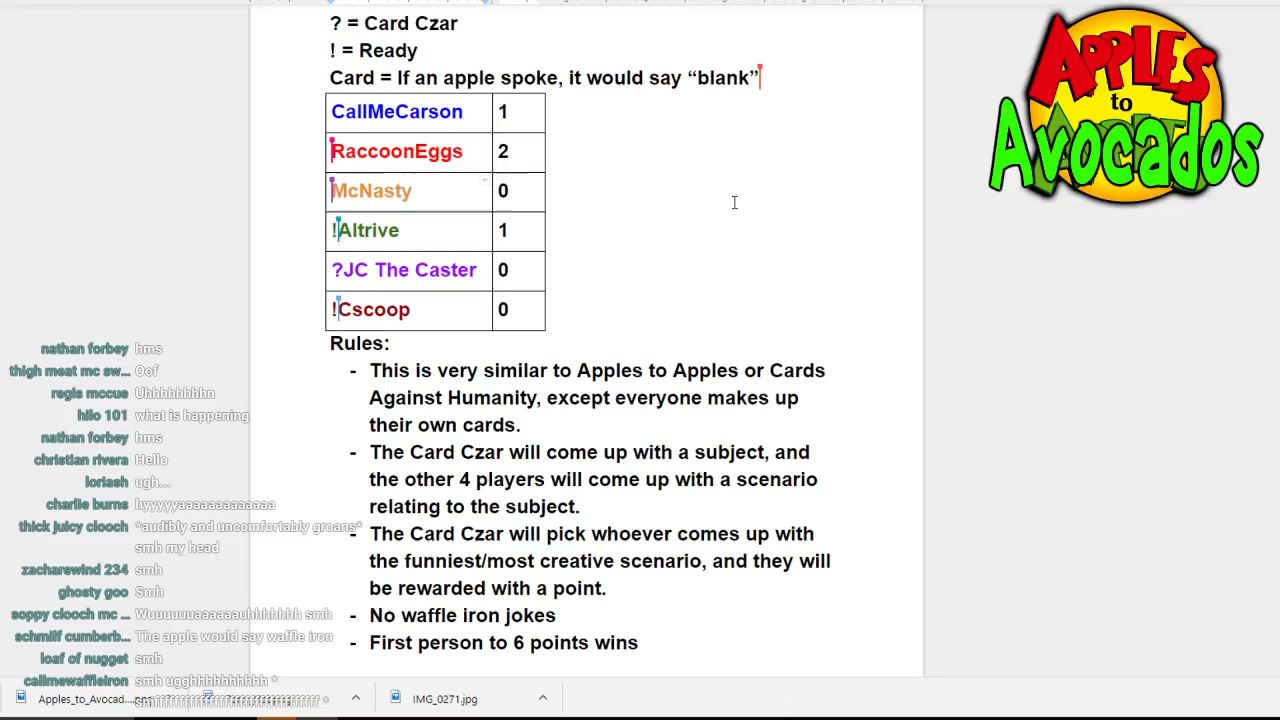 ? = Card Czar
! = Ready
Card = If an apple spoke, it would say “blank”
CallMeCarson 1
RaccoonEggs 2
McNasty 0
!Altrive 1
?JC The Caster 0
!Cscoop 0
Rules:
- This is very similar to Apples to Apples or Cards
Against Humanity, except everyone makes up
their own cards.
- The Card Czar will come up with a subject, and
the other 4 players will come up with a scenario
relating to the subject.
- The Card Czar will pick whoever comes up with
the funniest/most creative scenario, and they will
be rewarded with a point.
- No waffle iron jokes
- First person to 6 points wins
APPLES
to
Avocados
nathan forbey hms
thigh meat mc sw... Oof
regis mccue Uhhhhhhhn
hilo 101 what is happening
nathan forbey hms
christian rivera Hello
loriash ugh...
charlie burns hyyyyyaaaaaaaaaaaa
thick juicy clooch *audibly and uncomfortably groans*
smh my head
zacharewind 234 smh
ghosty goo Smh
soppy clooch mc ... Wuuuuuuaaaaaauhhhhhhh smh
schmilf cumberb... The apple would say waffle iron
loaf of nugget smh
callmewaffleiron smh ugghhhhhhhhh *
Apples_to_Avocad....
IMG_0271.jpg